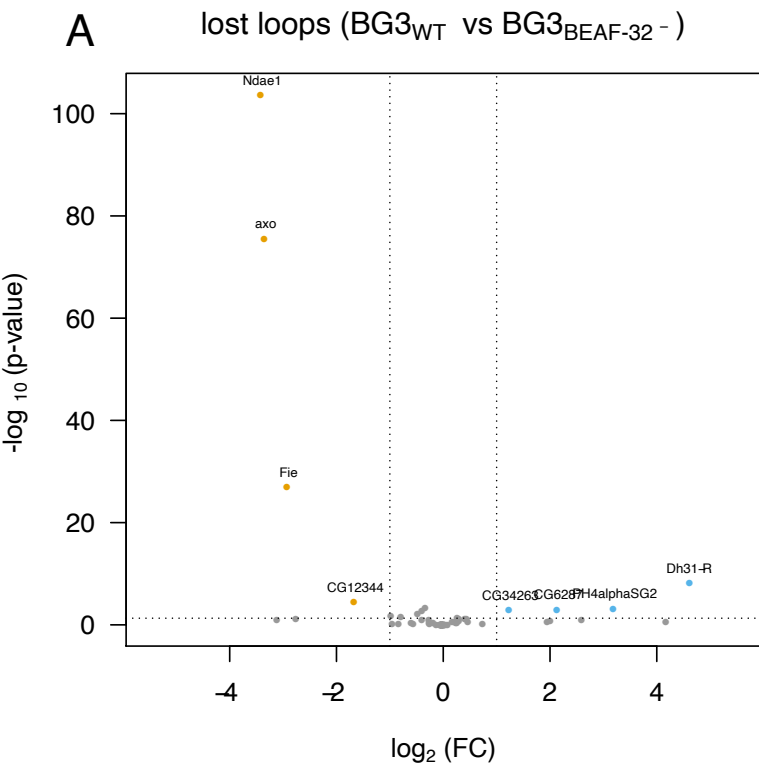 A
lost loops (BG3WT vs BG3BEAF-32 - )
Ndae1
100
axo
80
60
40
Fie
20
Dh31-R
CG12344
CG34263
CG6287
PH4alphaSG2
0
-log 10 (p-value)
-4 -2 0 2 4
log2 (FC)